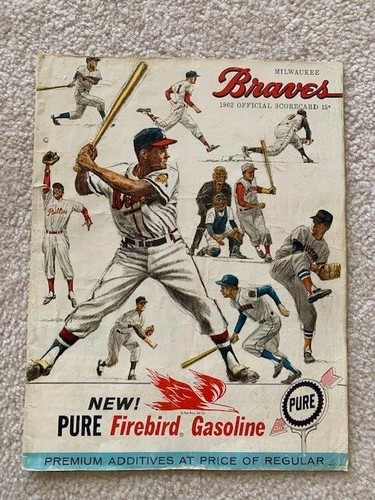 MILWAUKEE
Braves
1962 OFFICIAL SCORECARD 15¢
Phillies
NEW!
PURE Firebird® Gasoline
PURE
PREMIUM ADDITIVES AT PRICE OF REGULAR